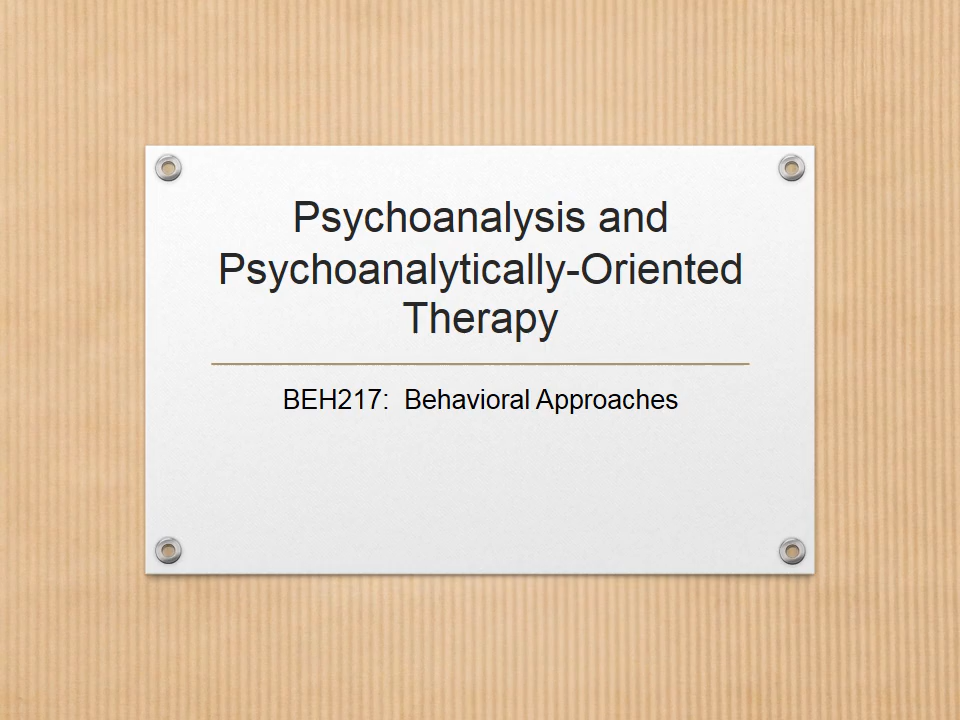 Psychoanalysis and
Psychoanalytically-Oriented
Therapy
BEH217:  Behavioral Approaches